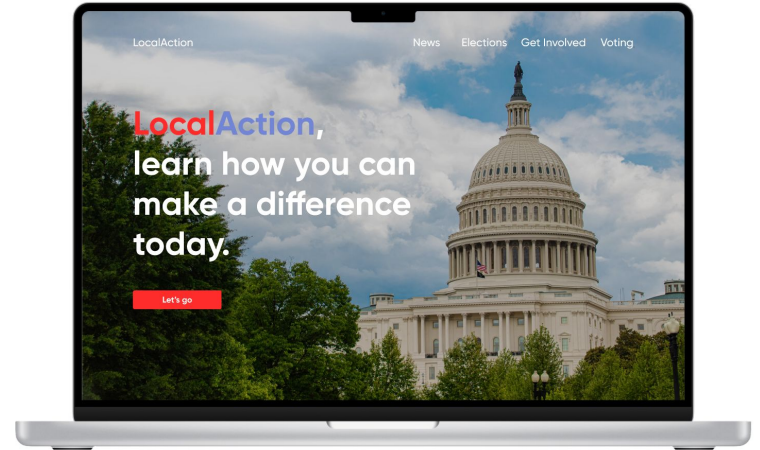 LocalAction
News Elections Get Involved Voting
LocalAction,
learn how you can
make a difference
today.
Let's go